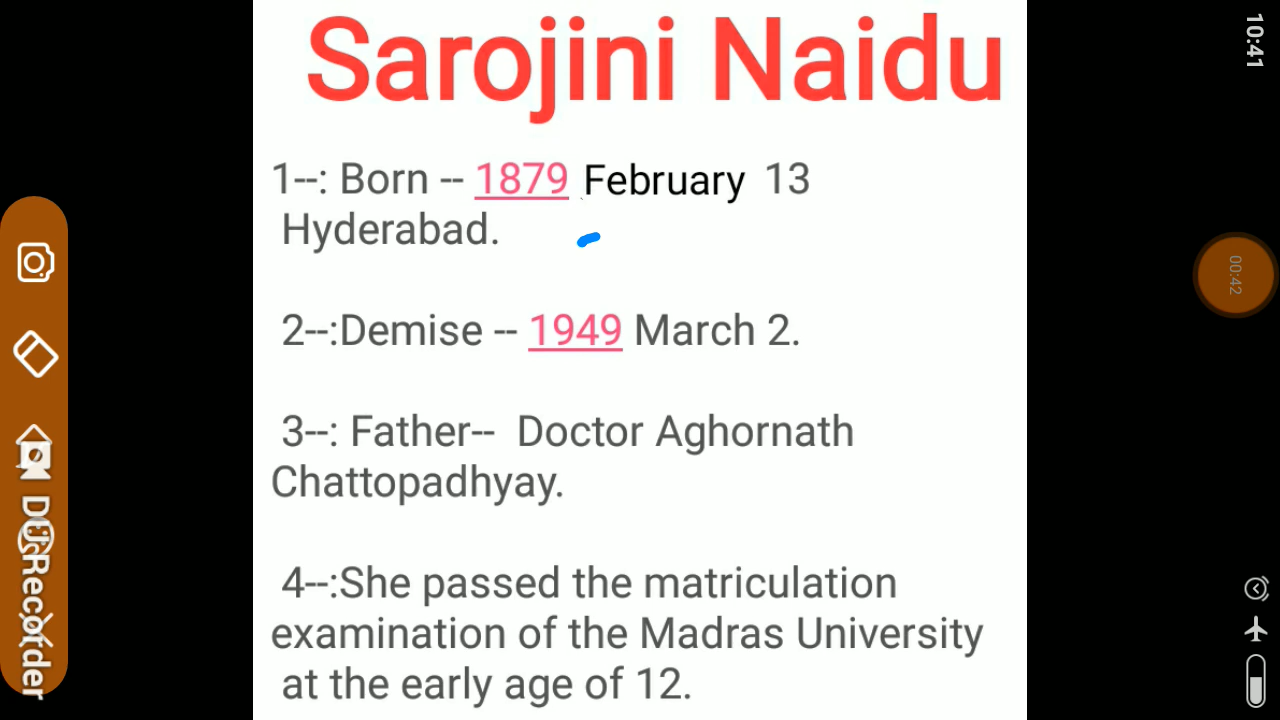 Sarojini Naidu
1--: Born -- 1879 February 13
Hyderabad.
2--:Demise -- 1949 March 2.
3--: Father-- Doctor Aghornath
Chattopadhyay.
4--:She passed the matriculation
examination of the Madras University
at the early age of 12.
10:41
00:42
DU Recorder